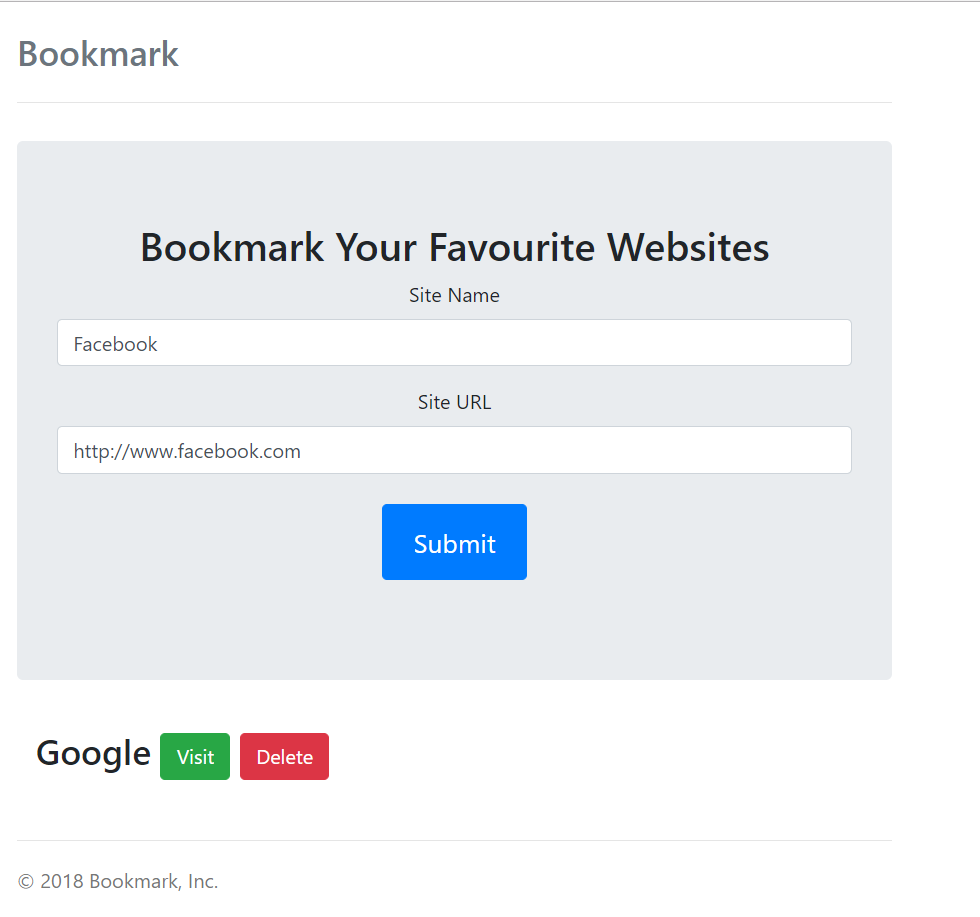 Bookmark
Bookmark Your Favourite Websites
Site Name
Facebook
Site URL
http://www.facebook.com
Submit
Google Visit Delete
© 2018 Bookmark, Inc.